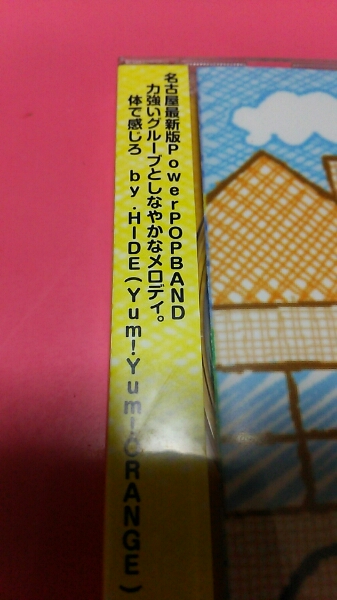 名古屋最新版PowerPOPBAND
力強いグルーブとしなやかなメロディ。
体で感じろ by.HIDE(Yum!Yum!ORANGE)